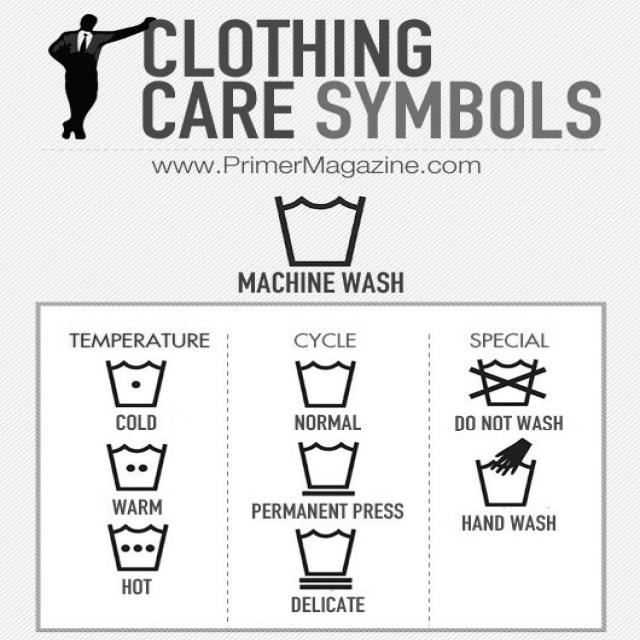 CLOTHING
CARE SYMBOLS
www.PrimerMagazine.com
MACHINE WASH
TEMPERATURE
COLD
WARM
HOT
CYCLE
NORMAL
PERMANENT PRESS
DELICATE
SPECIAL
DO NOT WASH
HAND WASH